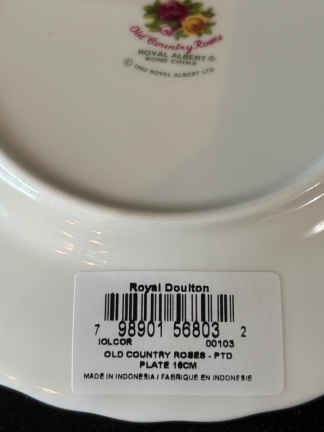 Old Country Roses
ROYAL ALBERT ®
BONE CHINA
© 1962 ROYAL ALBERT LTD
Royal Doulton
7 98901 56803 2
IOLCOR 00103
OLD COUNTRY ROSES - PTD
PLATE 16CM
MADE IN INDONESIA / FABRIQUE EN INDONESIE